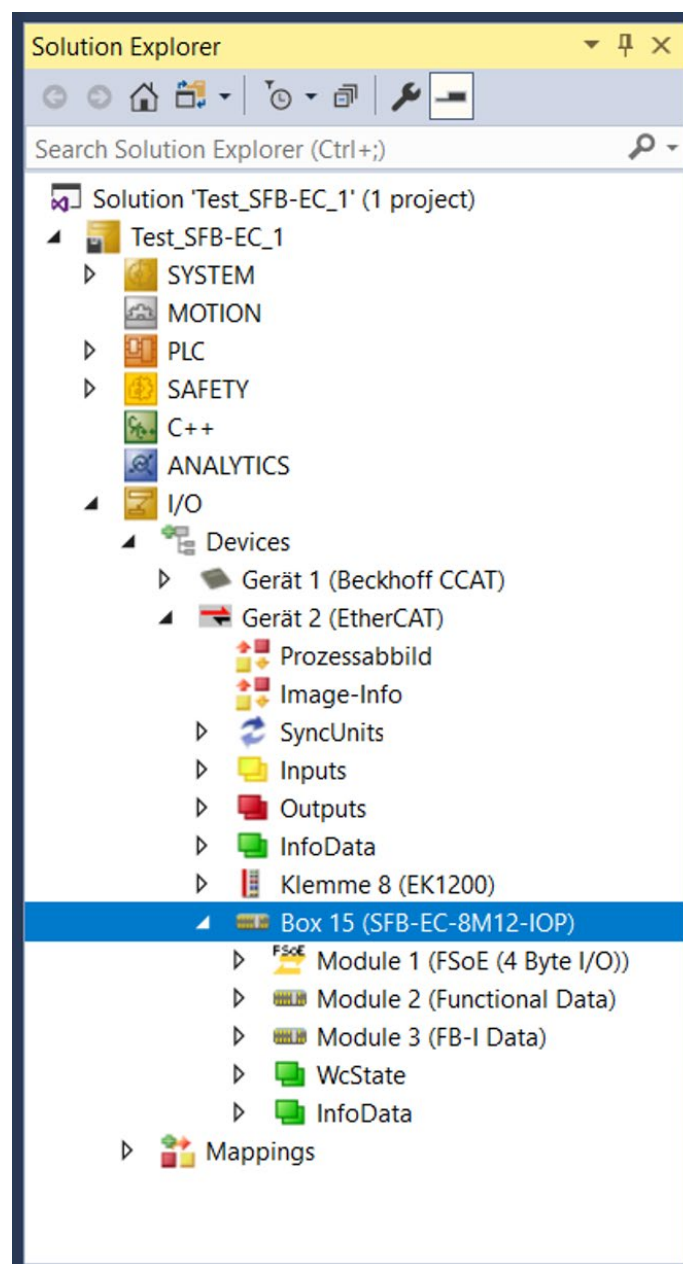 Solution Explorer
Search Solution Explorer (Ctrl+;)
Solution 'Test_SFB-EC_1' (1 project)
Test_SFB-EC_1
SYSTEM
MOTION
PLC
SAFETY
C++
ANALYTICS
I/O
Devices
Gerät 1 (Beckhoff CCAT)
Gerät 2 (EtherCAT)
Prozessabbild
Image-Info
SyncUnits
Inputs
Outputs
InfoData
Klemme 8 (EK1200)
Box 15 (SFB-EC-8M12-IOP)
FSoE Module 1 (FSoE (4 Byte I/O))
Module 2 (Functional Data)
Module 3 (FB-I Data)
WcState
InfoData
Mappings